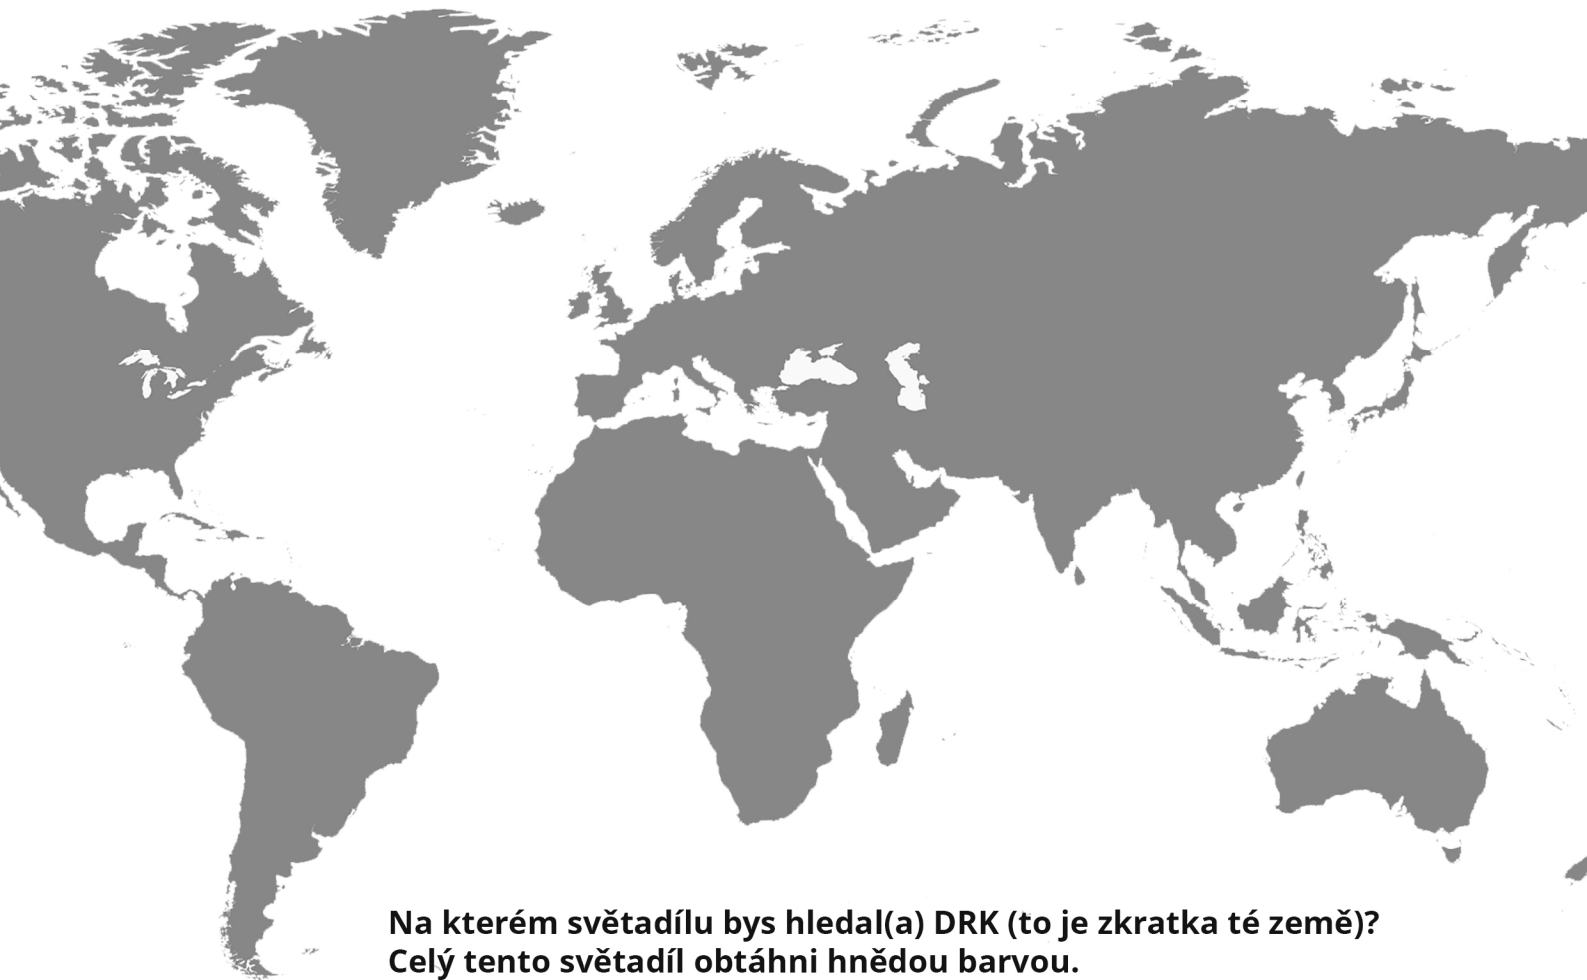 Na kterém světadílu bys hledal(a) DRK (to je zkratka té země)?
Celý tento světadíl obtáhni hnědou barvou.